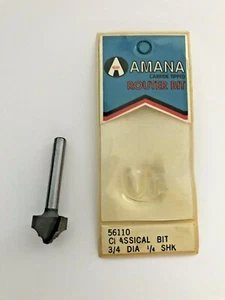 AMANA
CARBIDE TIPPED
ROUTER BIT
56110
CLASSICAL BIT
3/4 DIA 1/4 SHK